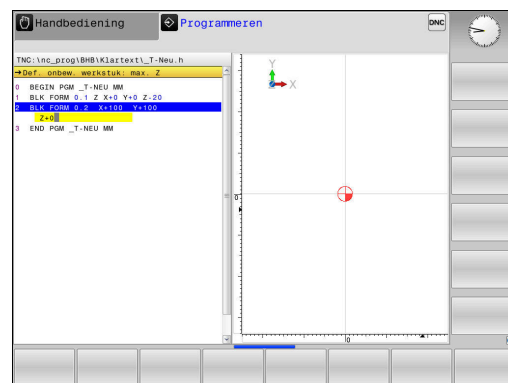 Handbediening
Programmeren
DNC
TNC:\nc_prog\BHB\Klartext\_T-Neu.h
→Def. onbew. werkstuk: max. Z
0 BEGIN PGM _T-NEU MM
1 BLK FORM 0.1 Z X+0 Y+0 Z-20
2 BLK FORM 0.2 X+100 Y+100
Z+0
3 END PGM _T-NEU MM
Y
X
0
0